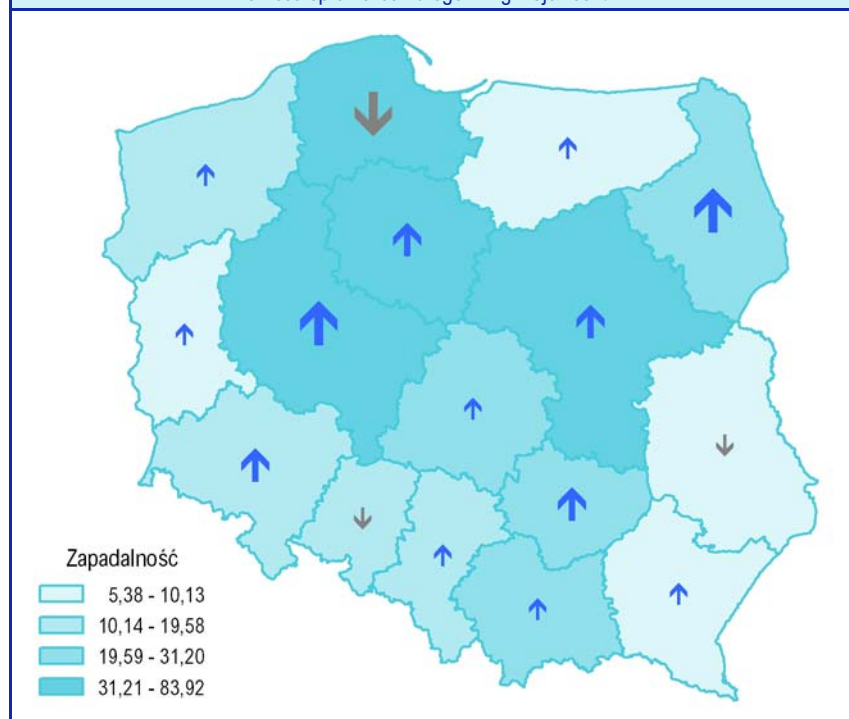 Zapadalność
5,38 - 10,13
10,14 - 19,58
19,59 - 31,20
31,21 - 83,92